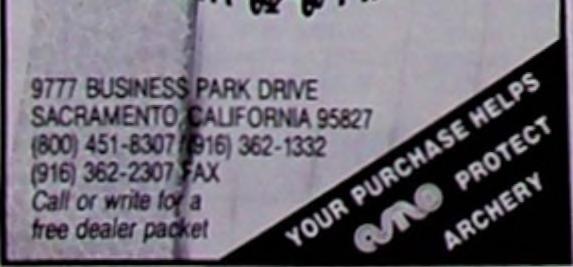 9777 BUSINESS PARK DRIVE
SACRAMENTO, CALIFORNIA 95827
(800) 451-8307 (916) 362-1332
(916) 362-2307 FAX
Call or write for a
free dealer packet
YOUR PURCHASE HELPS
PROTECT
ARCHERY